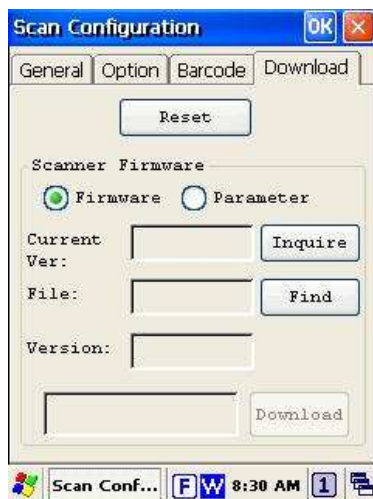 Scan Configuration OK
General Option Barcode Download
Reset
Scanner Firmware
Firmware Parameter
Current Ver: Inquire
File: Find
Version:
Download
Scan Conf... F W 8:30 AM 1